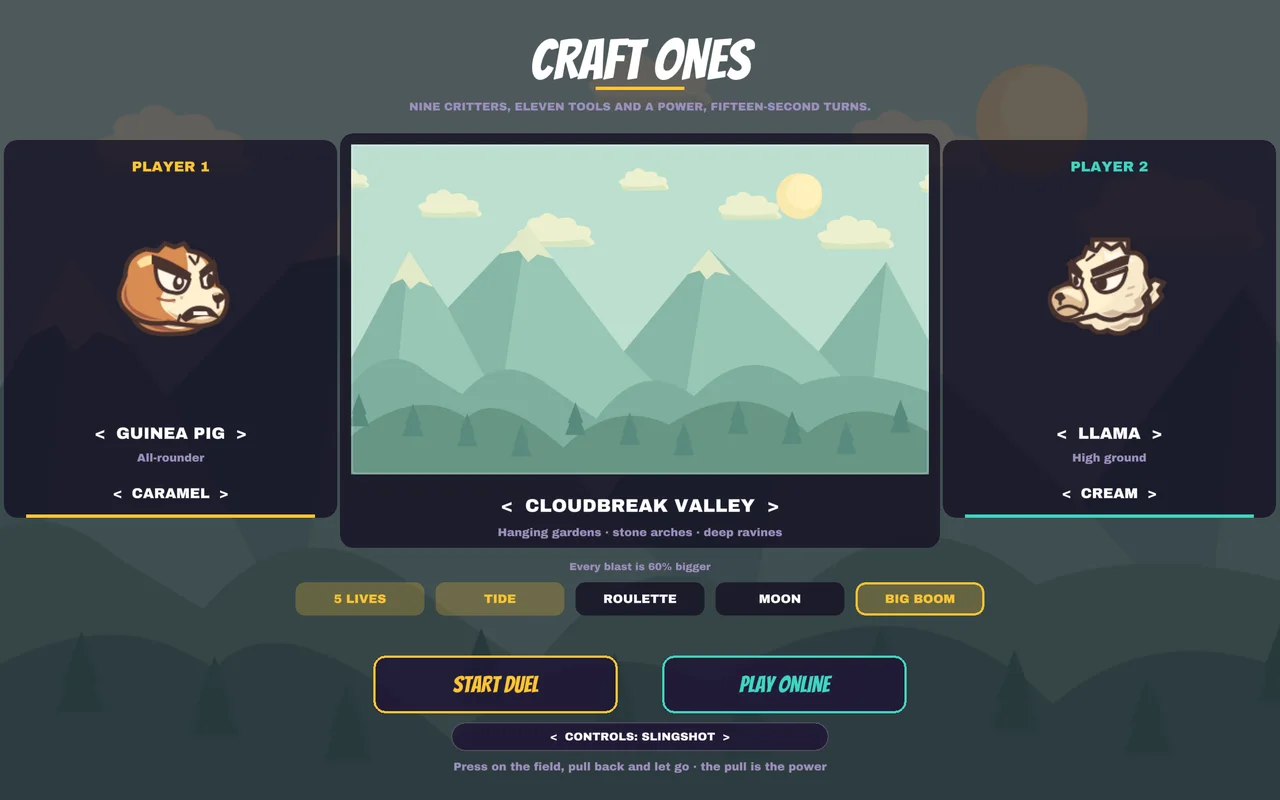 CRAFT ONES
NINE CRITTERS, ELEVEN TOOLS AND A POWER, FIFTEEN-SECOND TURNS.
PLAYER 1
< GUINEA PIG >
All-rounder
< CARAMEL >
< CLOUDBREAK VALLEY >
Hanging gardens · stone arches · deep ravines
PLAYER 2
< LLAMA >
High ground
< CREAM >
Every blast is 60% bigger
5 LIVES
TIDE
ROULETTE
MOON
BIG BOOM
START DUEL
PLAY ONLINE
< CONTROLS: SLINGSHOT >
Press on the field, pull back and let go · the pull is the power